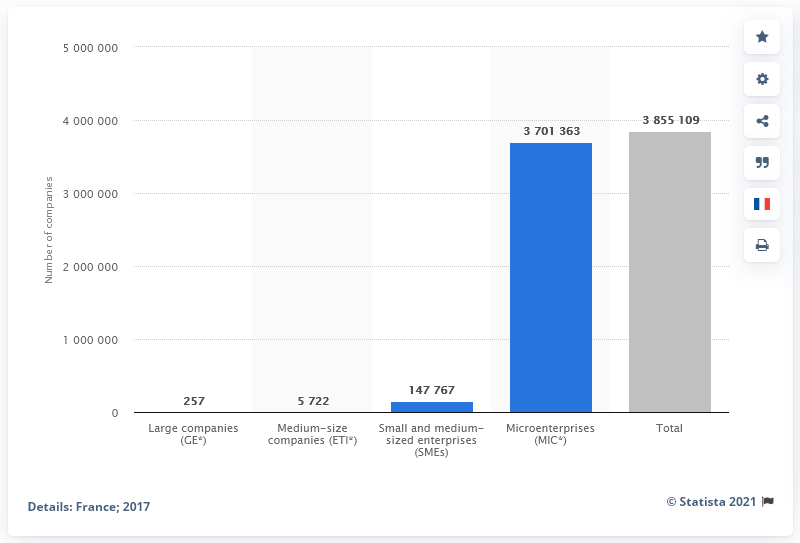 5 000 000
4 000 000
3 000 000
2 000 000
1 000 000
0
Number of companies
257
5 722
147 767
3 701 363
3 855 109
Large companies
(GE*)
Medium-size
companies (ETI*)
Small and medium-
sized enterprises
(SMEs)
Microenterprises
(MIC*)
Total
Details: France; 2017
© Statista 2021